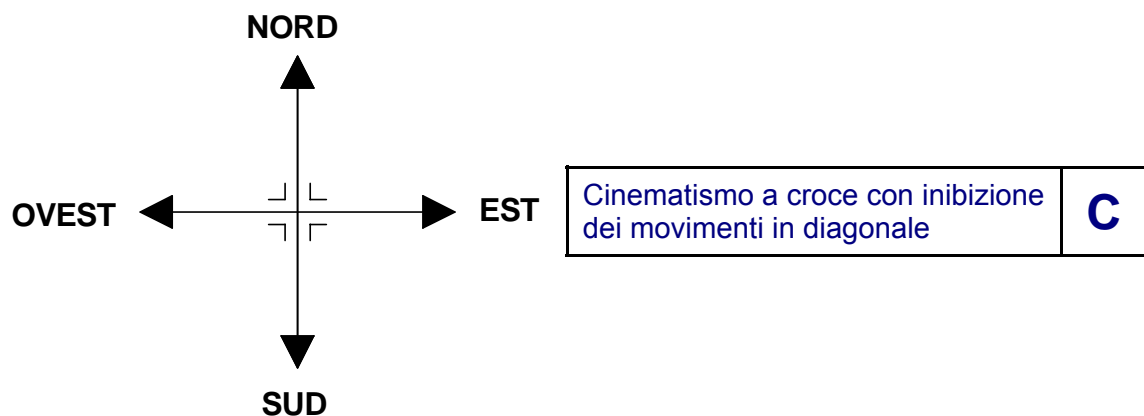 NORD
OVEST
EST
SUD
Cinematismo a croce con inibizione
dei movimenti in diagonale
C